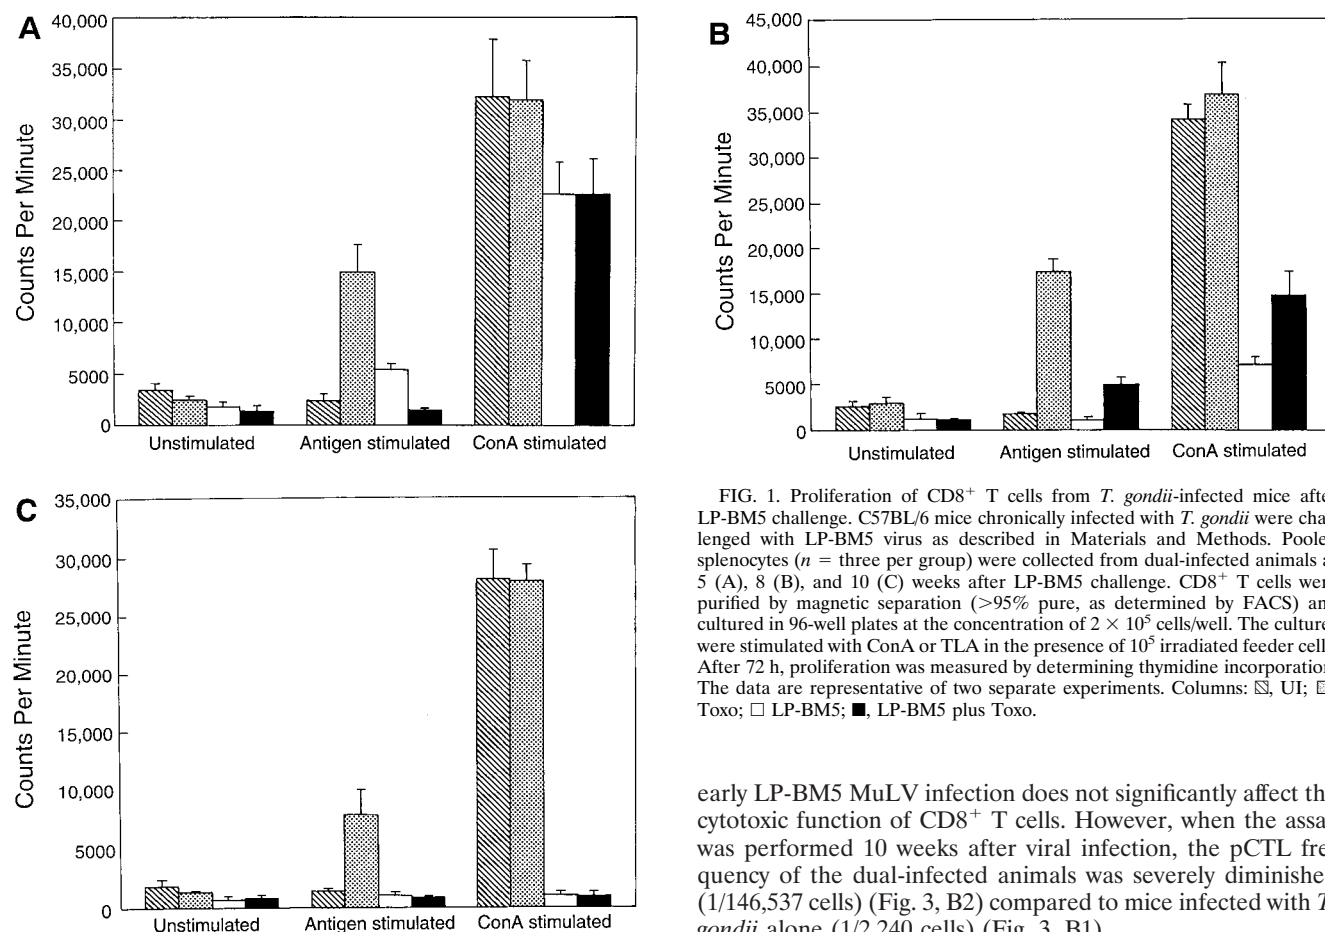 A
40,000
35,000
30,000
25,000
20,000
15,000
10,000
5000
0
Counts Per Minute
Unstimulated
Antigen stimulated
ConA stimulated
B
45,000
40,000
35,000
30,000
25,000
20,000
15,000
10,000
5000
0
Counts Per Minute
Unstimulated
Antigen stimulated
ConA stimulated
C
35,000
30,000
25,000
20,000
15,000
10,000
5000
0
Counts Per Minute
Unstimulated
Antigen stimulated
ConA stimulated
FIG. 1. Proliferation of CD8⁺ T cells from T. gondii-infected mice afte
LP-BM5 challenge. C57BL/6 mice chronically infected with T. gondii were cha
lenged with LP-BM5 virus as described in Materials and Methods. Poole
splenocytes (n = three per group) were collected from dual-infected animals a
5 (A), 8 (B), and 10 (C) weeks after LP-BM5 challenge. CD8⁺ T cells wer
purified by magnetic separation (>95% pure, as determined by FACS) an
cultured in 96-well plates at the concentration of 2 × 10⁵ cells/well. The culture
were stimulated with ConA or TLA in the presence of 10⁵ irradiated feeder cell
After 72 h, proliferation was measured by determining thymidine incorporation
The data are representative of two separate experiments. Columns: ▧, UI; ▩
Toxo; □ LP-BM5; ■, LP-BM5 plus Toxo.
early LP-BM5 MuLV infection does not significantly affect th
cytotoxic function of CD8⁺ T cells. However, when the assa
was performed 10 weeks after viral infection, the pCTL fre
quency of the dual-infected animals was severely diminishe
(1/146,537 cells) (Fig. 3, B2) compared to mice infected with T
gondii alone (1/2,240 cells) (Fig. 3, B1)